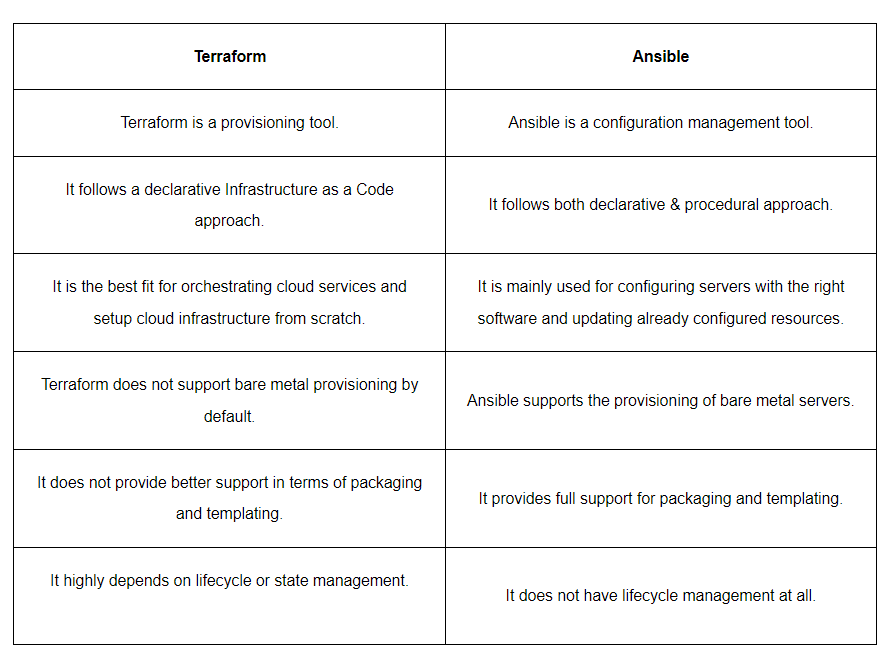 Terraform
Ansible
Terraform is a provisioning tool.
Ansible is a configuration management tool.
It follows a declarative Infrastructure as a Code
approach.
It follows both declarative & procedural approach.
It is the best fit for orchestrating cloud services and
setup cloud infrastructure from scratch.
It is mainly used for configuring servers with the right
software and updating already configured resources.
Terraform does not support bare metal provisioning by
default.
Ansible supports the provisioning of bare metal servers.
It does not provide better support in terms of packaging
and templating.
It provides full support for packaging and templating.
It highly depends on lifecycle or state management.
It does not have lifecycle management at all.